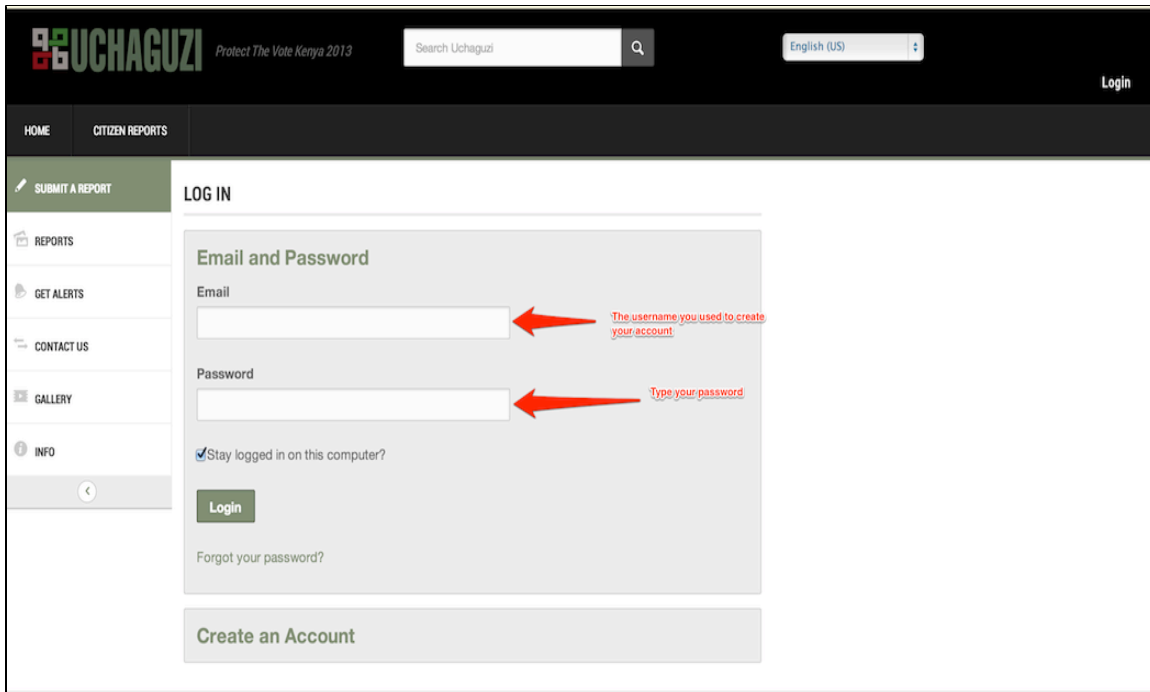 UCHAGUZI
Protect The Vote Kenya 2013
Search Uchaguzi
English (US)
Login
HOME
CITIZEN REPORTS
SUBMIT A REPORT
REPORTS
GET ALERTS
CONTACT US
GALLERY
INFO
LOG IN
Email and Password
Email
The username you used to create
your account
Password
Type your password
Stay logged in on this computer?
Login
Forgot your password?
Create an Account